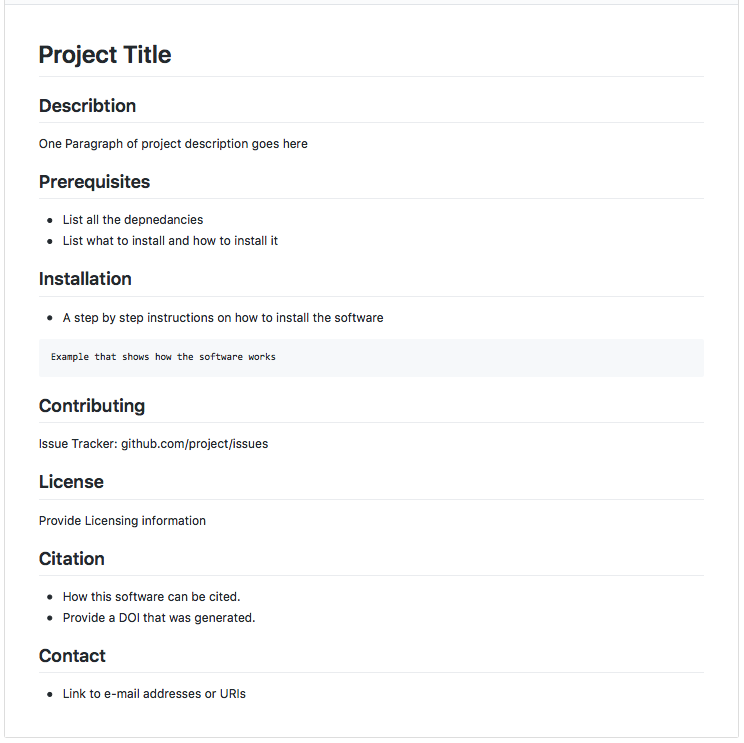 Project Title
Describtion
One Paragraph of project description goes here
Prerequisites
List all the depnedancies
List what to install and how to install it
Installation
A step by step instructions on how to install the software
Example that shows how the software works
Contributing
Issue Tracker: github.com/project/issues
License
Provide Licensing information
Citation
How this software can be cited.
Provide a DOI that was generated.
Contact
Link to e-mail addresses or URIs